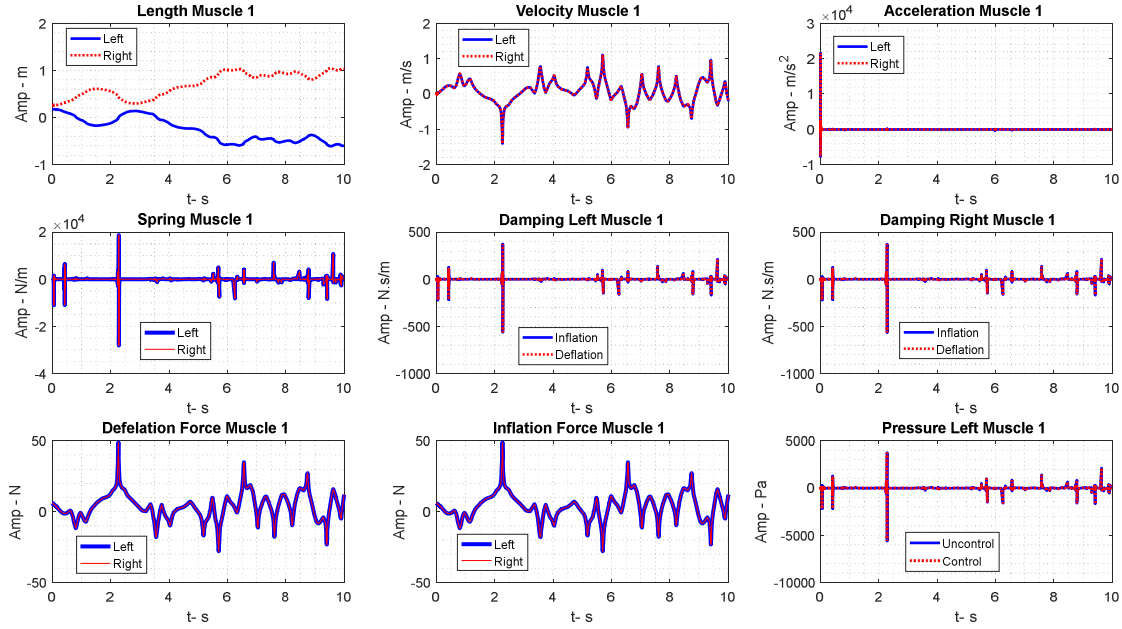 Length Muscle 1
Velocity Muscle 1
Acceleration Muscle 1
2
1
0
-1
Amp - m
Left
Right
0 2 4 6 8 10
t- s
2
1
0
-1
-2
Amp - m/s
Left
Right
0 2 4 6 8 10
t- s
×10^4
3
2
1
0
-1
Amp - m/s²
Left
Right
0 2 4 6 8 10
t- s
Spring Muscle 1
Damping Left Muscle 1
Damping Right Muscle 1
×10^4
2
0
-2
-4
Amp - N/m
Left
Right
0 2 4 6 8 10
t- s
500
0
-500
-1000
Amp - N.s/m
Inflation
Deflation
0 2 4 6 8 10
t- s
500
0
-500
-1000
Amp - N.s/m
Inflation
Deflation
0 2 4 6 8 10
t- s
Defelation Force Muscle 1
Inflation Force Muscle 1
Pressure Left Muscle 1
50
0
-50
Amp - N
Left
Right
0 2 4 6 8 10
t- s
50
0
-50
Amp - N
Left
Right
0 2 4 6 8 10
t- s
5000
0
-5000
-10000
Amp - Pa
Uncontrol
Control
0 2 4 6 8 10
t- s